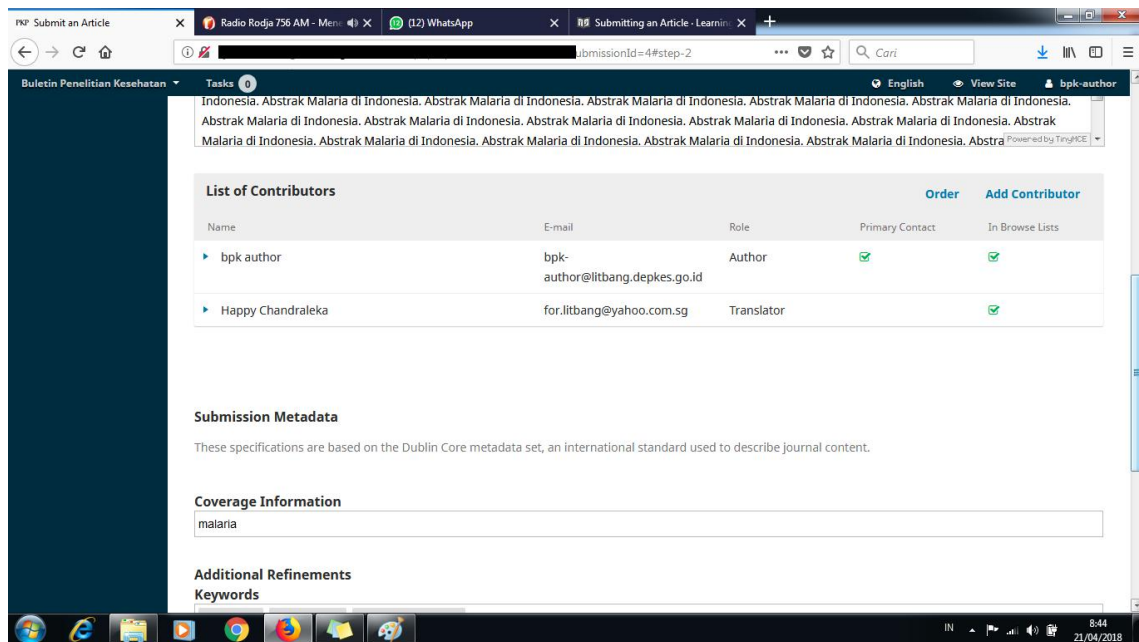 PKP Submit an Article
Radio Rodja 756 AM - Mene
(12) WhatsApp
Submitting an Article - Learnin
ubmissionId=4#step-2
Cari
Buletin Penelitian Kesehatan
Tasks 0
English
View Site
bpk-author
Indonesia. Abstrak Malaria di Indonesia. Abstrak Malaria di Indonesia. Abstrak Malaria di Indonesia. Abstrak Malaria di Indonesia. Abstrak Malaria di Indonesia.
Abstrak Malaria di Indonesia. Abstrak Malaria di Indonesia. Abstrak Malaria di Indonesia. Abstrak Malaria di Indonesia. Abstrak Malaria di Indonesia. Abstrak
Malaria di Indonesia. Abstrak Malaria di Indonesia. Abstrak Malaria di Indonesia. Abstrak Malaria di Indonesia. Abstrak Malaria di Indonesia. Abstra
Powered by TinyMCE
List of Contributors
Order Add Contributor
Name E-mail Role Primary Contact In Browse Lists
bpk author bpk- Author
author@litbang.depkes.go.id
Happy Chandraleka for.litbang@yahoo.com.sg Translator
Submission Metadata
These specifications are based on the Dublin Core metadata set, an international standard used to describe journal content.
Coverage Information
malaria
Additional Refinements
Keywords
IN
8:44
21/04/2018